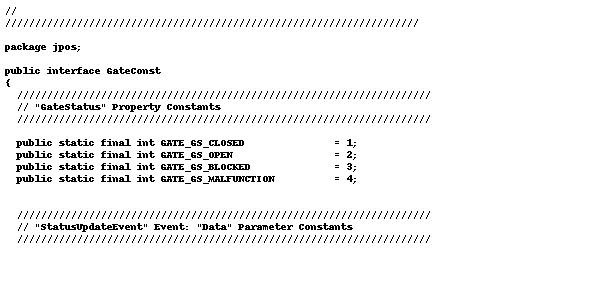 //
//////////////////////////////////////////////////////////////////////

package jpos;

public interface GateConst
{
  //////////////////////////////////////////////////////////////////////
  // "GateStatus" Property Constants
  //////////////////////////////////////////////////////////////////////

  public static final int GATE_GS_CLOSED               = 1;
  public static final int GATE_GS_OPEN                 = 2;
  public static final int GATE_GS_BLOCKED              = 3;
  public static final int GATE_GS_MALFUNCTION          = 4;


  //////////////////////////////////////////////////////////////////////
  // "StatusUpdateEvent" Event: "Data" Parameter Constants
  //////////////////////////////////////////////////////////////////////